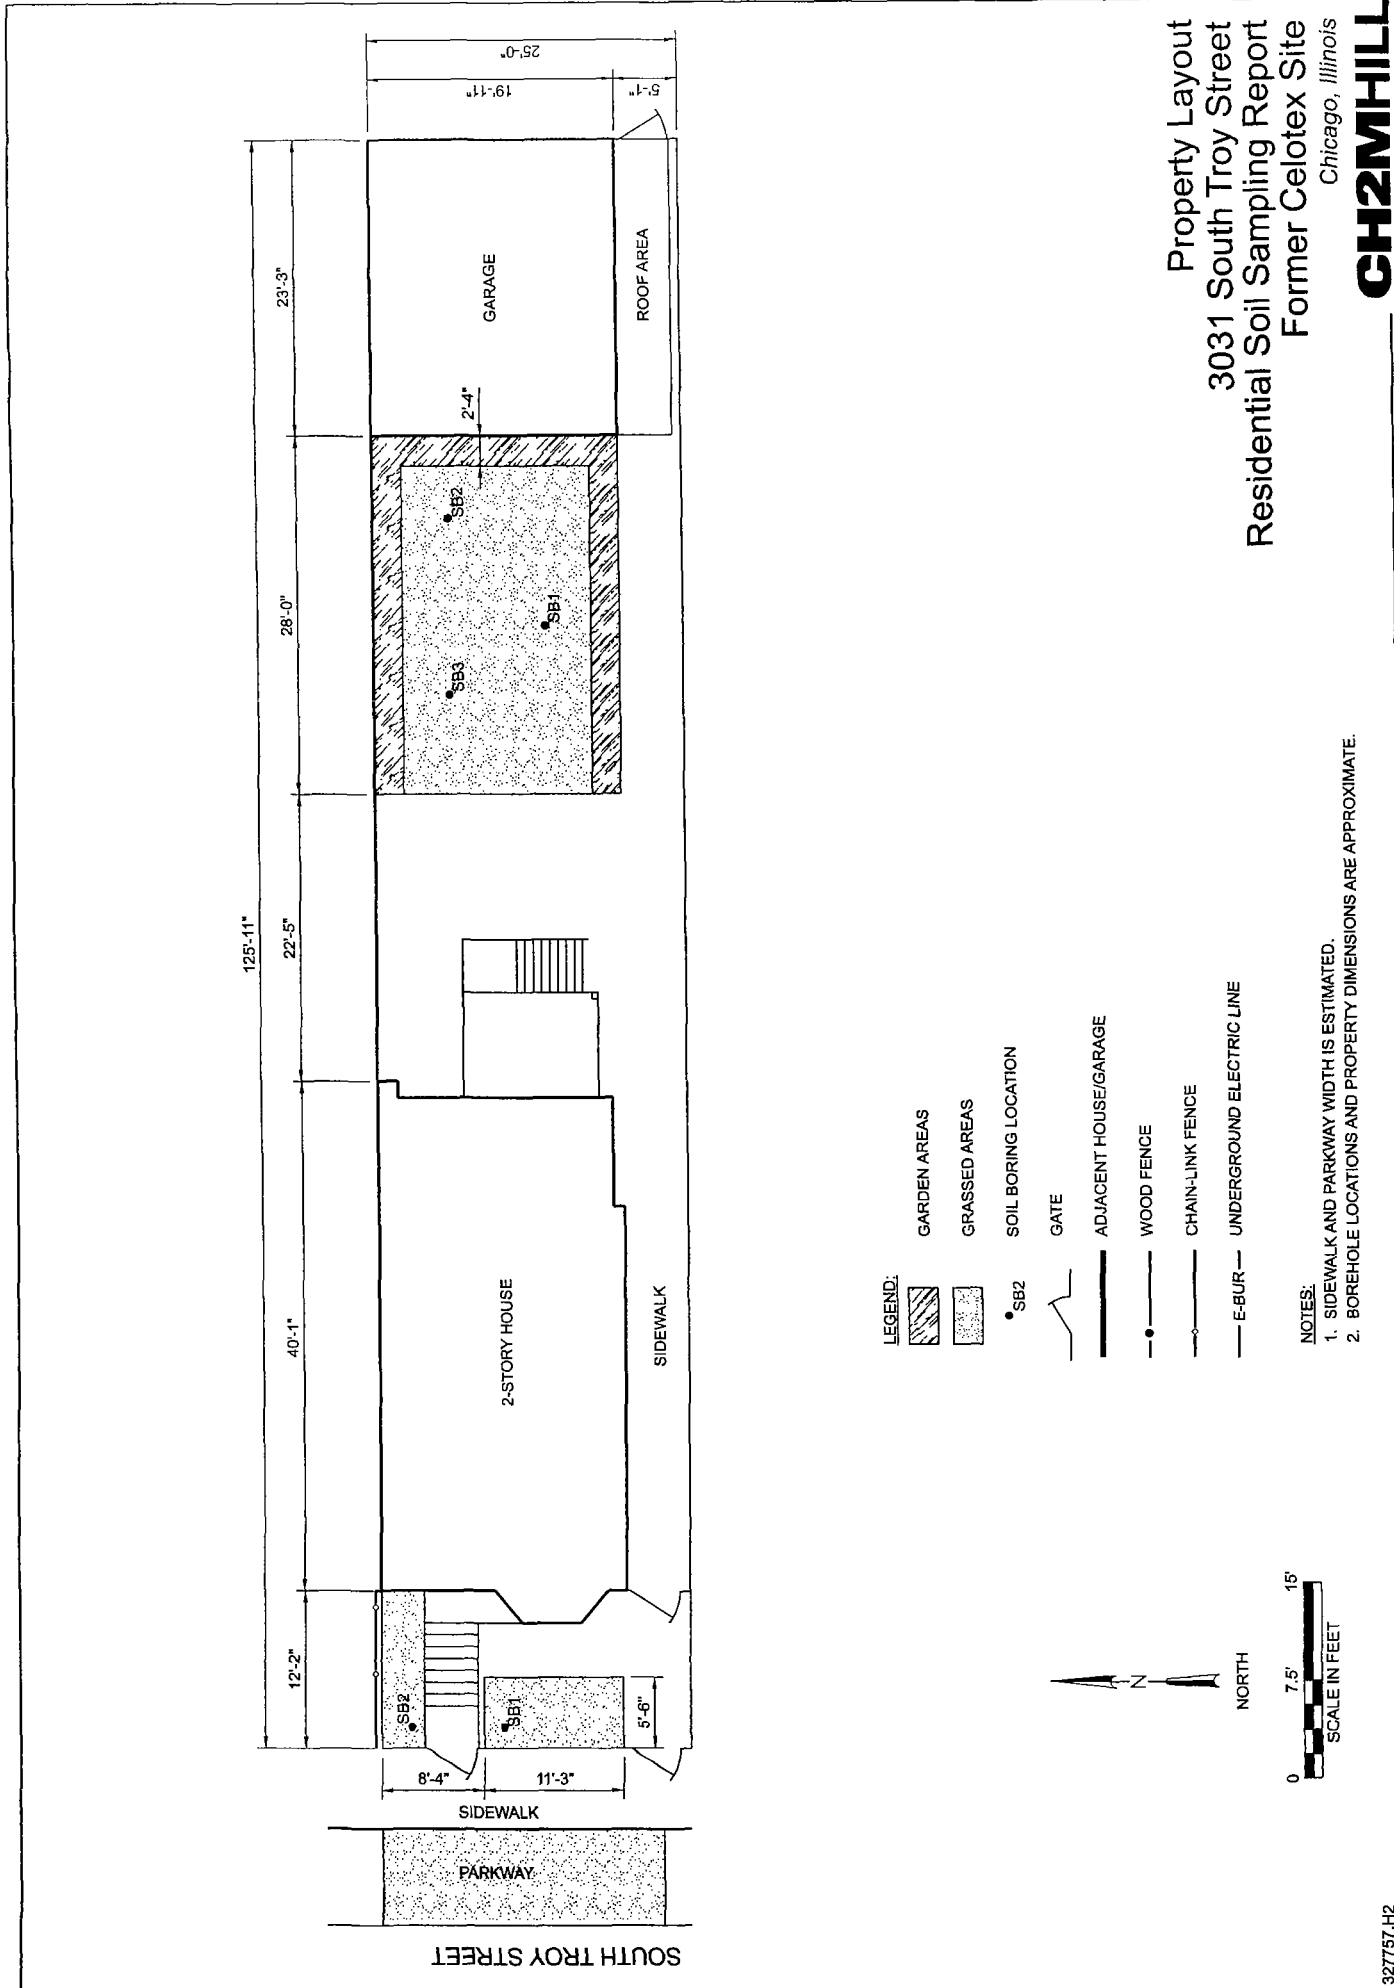 125'-11"
12'-2"
40'-1"
22'-5"
28'-0"
23'-3"
25'-0"
19'-11"
5'-1"
GARAGE
ROOF AREA
2'-4"
SB2
SB1
SB3
2-STORY HOUSE
SIDEWALK
SB2
SB1
5'-6"
8'-4"
11'-3"
SIDEWALK
PARKWAY
SOUTH TROY STREET
LEGEND:
GARDEN AREAS
GRASSED AREAS
SB2 SOIL BORING LOCATION
GATE
ADJACENT HOUSE/GARAGE
WOOD FENCE
CHAIN-LINK FENCE
E-BUR UNDERGROUND ELECTRIC LINE
N
NORTH
0 7.5' 15'
SCALE IN FEET
NOTES:
1. SIDEWALK AND PARKWAY WIDTH IS ESTIMATED.
2. BOREHOLE LOCATIONS AND PROPERTY DIMENSIONS ARE APPROXIMATE.
Property Layout
3031 South Troy Street
Residential Soil Sampling Report
Former Celotex Site
Chicago, Illinois
CH2MHILL
327757.H2